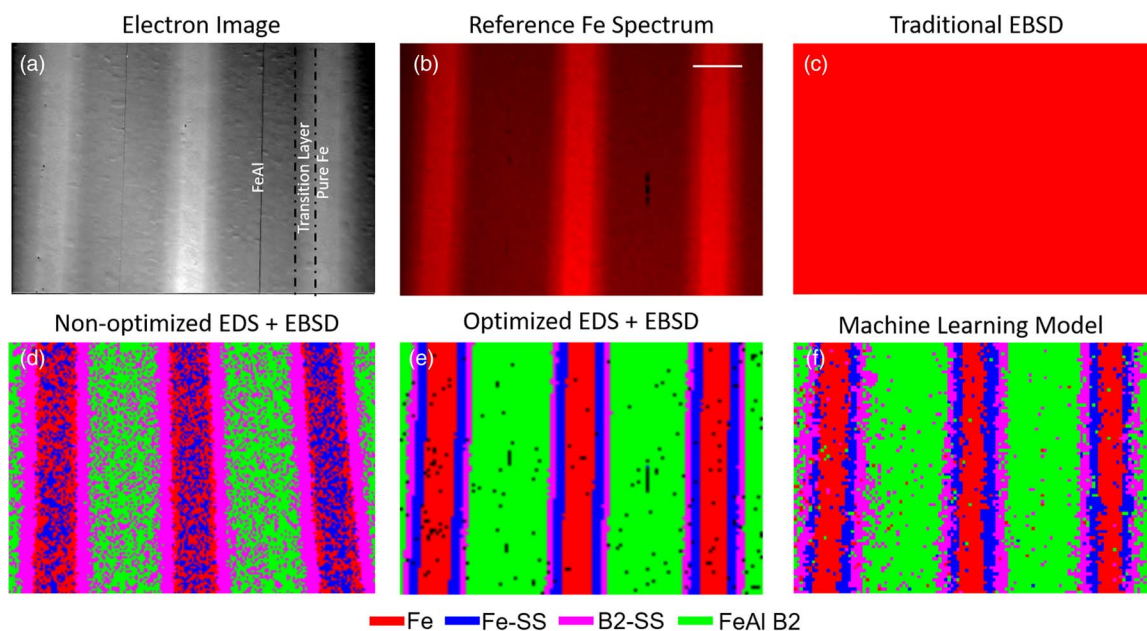 Electron Image
Reference Fe Spectrum
Traditional EBSD
(a)
FeAl
Transition Layer
Pure Fe
(b)
(c)
Non-optimized EDS + EBSD
Optimized EDS + EBSD
Machine Learning Model
(d)
(e)
(f)
Fe
Fe-SS
B2-SS
FeAl B2